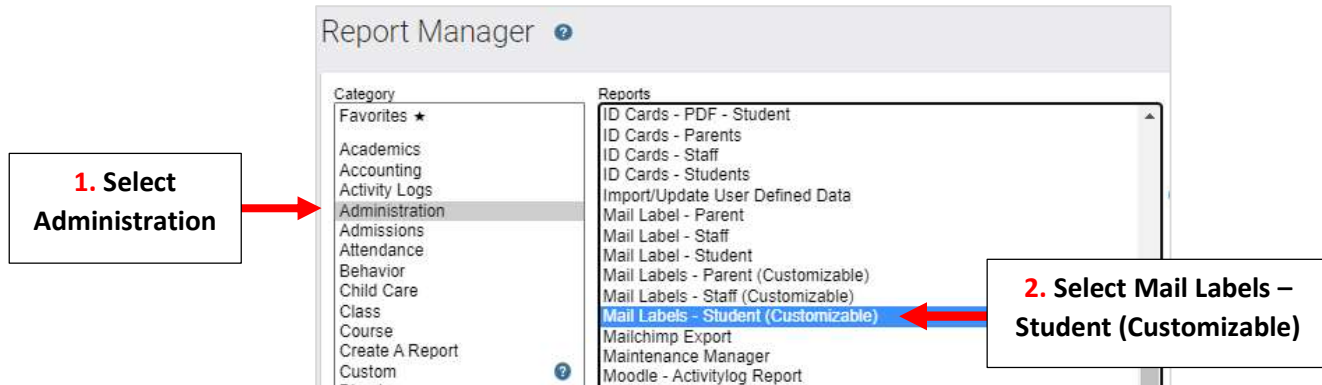 Report Manager ?
Category
Favorites ★
Academics
Accounting
Activity Logs
Administration
Admissions
Attendance
Behavior
Child Care
Class
Course
Create A Report
Custom ?
Reports
ID Cards - PDF - Student
ID Cards - Parents
ID Cards - Staff
ID Cards - Students
Import/Update User Defined Data
Mail Label - Parent
Mail Label - Staff
Mail Label - Student
Mail Labels - Parent (Customizable)
Mail Labels - Staff (Customizable)
Mail Labels - Student (Customizable)
Mailchimp Export
Maintenance Manager
Moodle - Activitylog Report
1. Select
Administration
2. Select Mail Labels –
Student (Customizable)